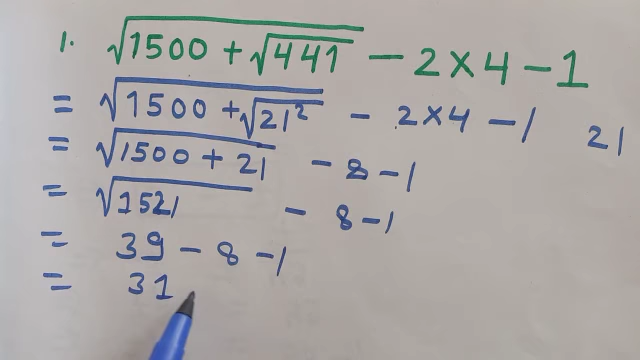 1. √(1500 + √(441)) - 2 × 4 - 1
= √(1500 + √(21²)) - 2 × 4 - 1 21
= √(1500 + 21) - 8 - 1
= √(1521) - 8 - 1
= 39 - 8 - 1
= 31